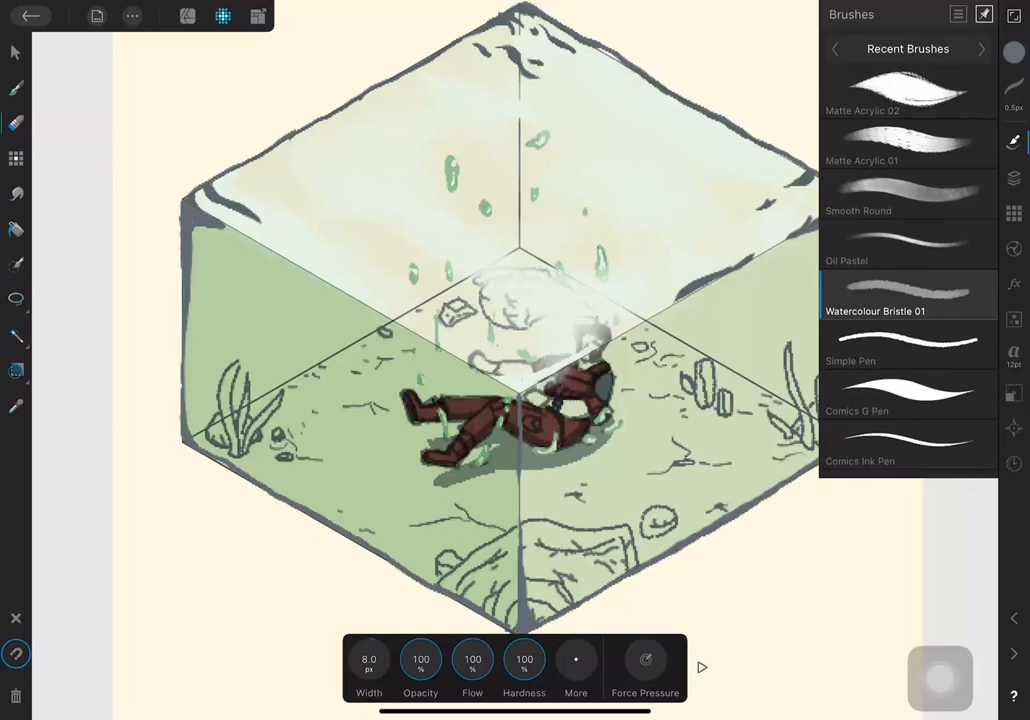 Brushes
Recent Brushes
Matte Acrylic 02
0.5px
Matte Acrylic 01
Smooth Round
Oil Pastel
fx
Watercolour Bristle 01
Simple Pen
a
12pt
Comics G Pen
Comics Ink Pen
8.0
px
100
%
100
%
100
%
Width
Opacity
Flow
Hardness
More
Force Pressure
?